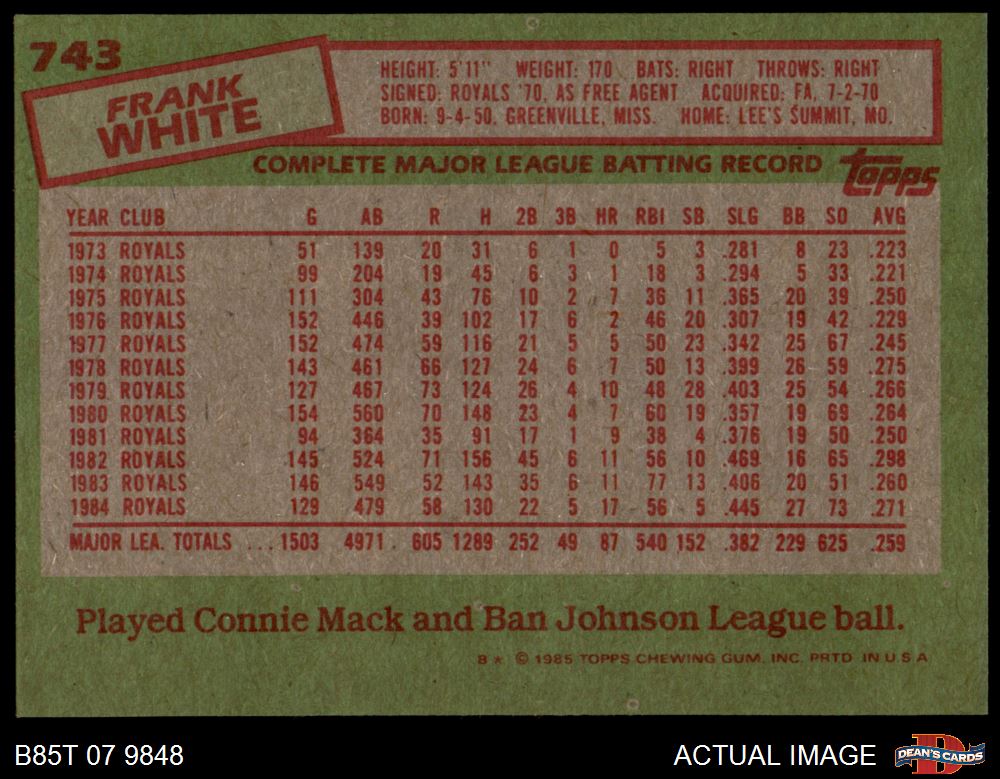 743
FRANK
WHITE
HEIGHT: 5'11" WEIGHT: 170 BATS: RIGHT THROWS: RIGHT
SIGNED: ROYALS '70, AS FREE AGENT ACQUIRED: FA, 7-2-70
BORN: 9-4-50, GREENVILLE, MISS. HOME: LEE'S SUMMIT, MO.
COMPLETE MAJOR LEAGUE BATTING RECORD
topps
YEAR CLUB G AB R H 2B 3B HR RBI SB SLG BB SO AVG
1973 ROYALS 51 139 20 31 6 1 0 5 3 .281 8 23 .223
1974 ROYALS 99 204 19 45 6 3 1 18 3 .294 5 33 .221
1975 ROYALS 111 304 43 76 10 2 7 36 11 .365 20 39 .250
1976 ROYALS 152 446 39 102 17 6 2 46 20 .307 19 42 .229
1977 ROYALS 152 474 59 116 21 5 5 50 23 .342 25 67 .245
1978 ROYALS 143 461 66 127 24 6 7 50 13 .399 26 59 .275
1979 ROYALS 127 467 73 124 26 4 10 48 28 .403 25 54 .266
1980 ROYALS 154 560 70 148 23 4 7 60 19 .357 19 69 .264
1981 ROYALS 94 364 35 91 17 1 9 38 4 .376 19 50 .250
1982 ROYALS 145 524 71 156 45 6 11 56 10 .469 16 65 .298
1983 ROYALS 146 549 52 143 35 6 11 77 13 .406 20 51 .260
1984 ROYALS 129 479 58 130 22 5 17 56 5 .445 27 73 .271
MAJOR LEA. TOTALS ... 1503 4971 605 1289 252 49 87 540 152 .382 229 625 .259
Played Connie Mack and Ban Johnson League ball.
B* © 1985 TOPPS CHEWING GUM, INC. PRTD IN U S A
B85T 07 9848
ACTUAL IMAGE
D
DEAN'S CARDS